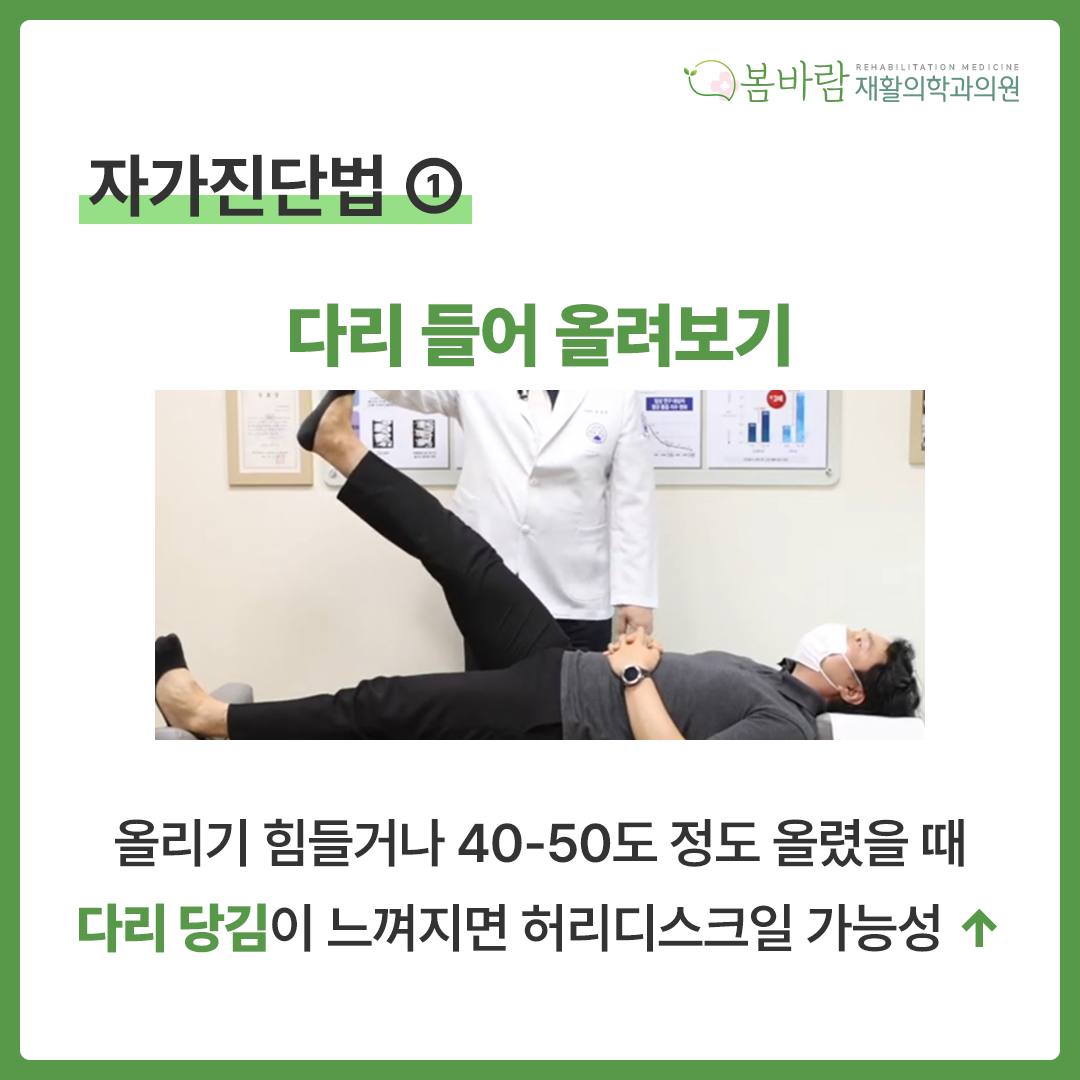 봄바람
REHABILITATION MEDICINE
재활의학과의원
자가진단법 ①
다리 들어 올려보기
올리기 힘들거나 40-50도 정도 올렸을 때
다리 당김이 느껴지면 허리디스크일 가능성 ↑